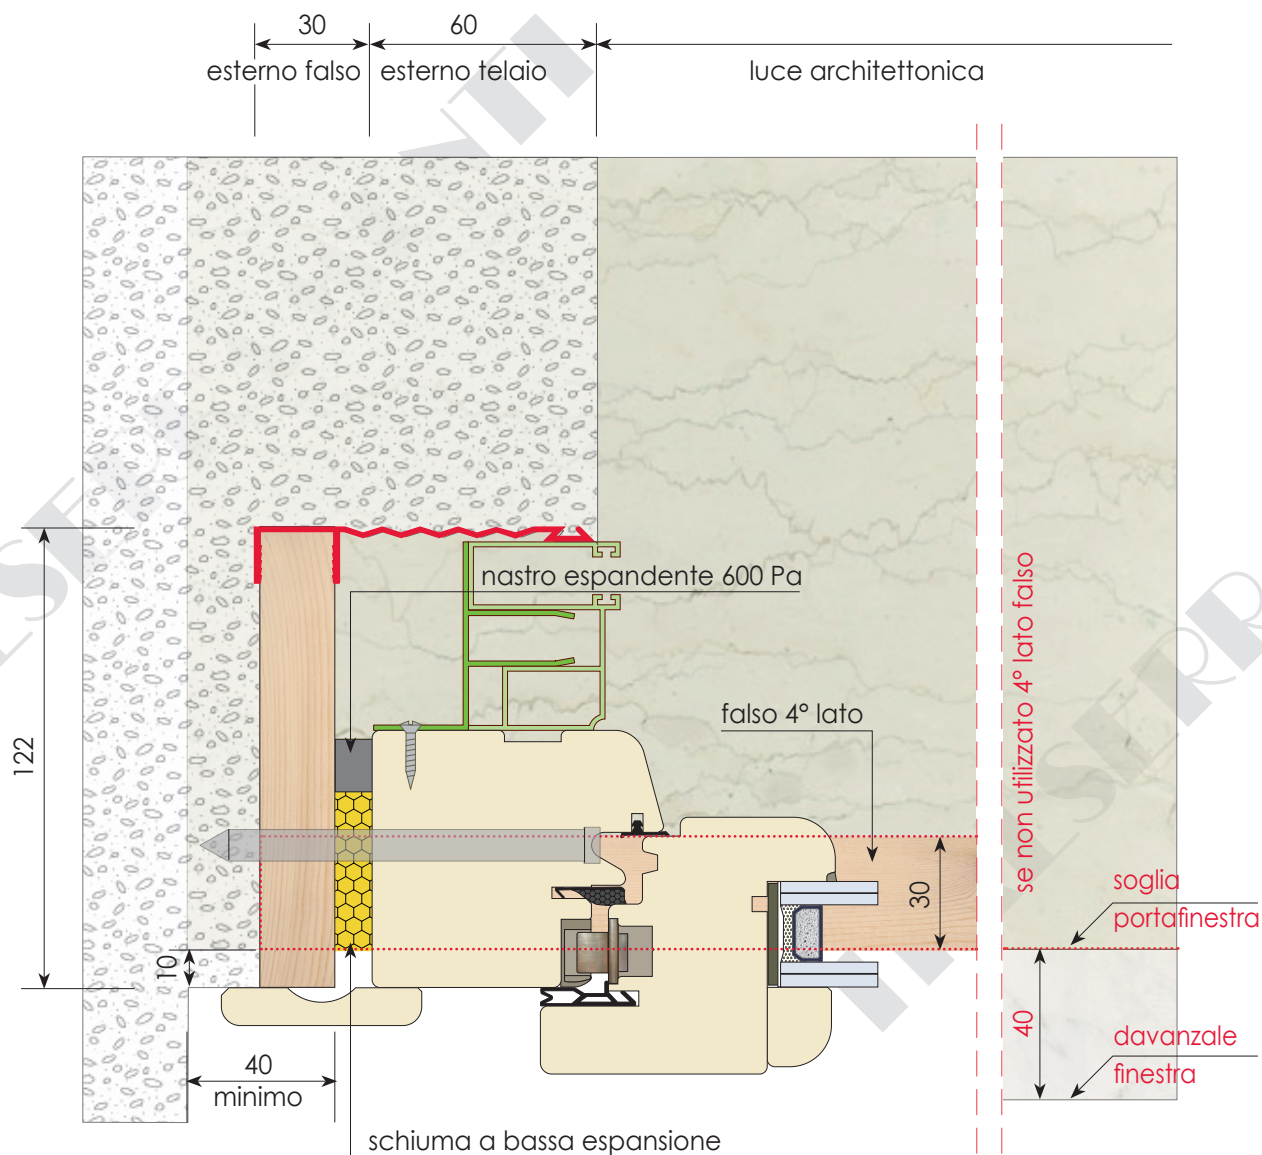 30
60
esterno falso
esterno telaio
luce architettonica
nastro espandente 600 Pa
falso 4° lato
122
10
30
se non utilizzato 4° lato falso
soglia
portafinestra
40
minimo
40
davanzale
finestra
schiuma a bassa espansione